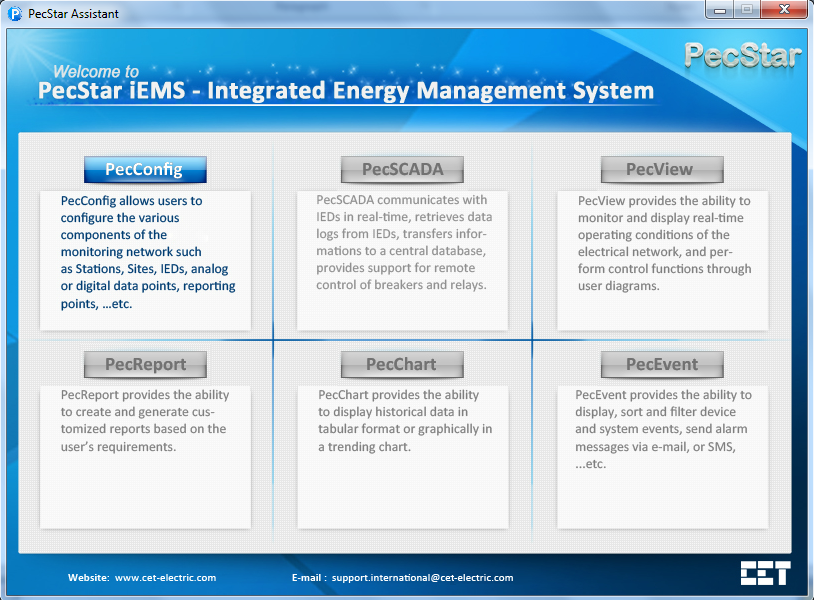 PecStar Assistant
PecStar
Welcome to
PecStar iEMS - Integrated Energy Management System
PecConfig
PecConfig allows users to
configure the various
components of the
monitoring network such
as Stations, Sites, IEDs, analog
or digital data points, reporting
points, ...etc.
PecSCADA
PecSCADA communicates with
IEDs in real-time, retrieves data
logs from IEDs, transfers infor-
mations to a central database,
provides support for remote
control of breakers and relays.
PecView
PecView provides the ability to
monitor and display real-time
operating conditions of the
electrical network, and per-
form control functions through
user diagrams.
PecReport
PecReport provides the ability
to create and generate cus-
tomized reports based on the
user's requirements.
PecChart
PecChart provides the ability
to display historical data in
tabular format or graphically in
a trending chart.
PecEvent
PecEvent provides the ability to
display, sort and filter device
and system events, send alarm
messages via e-mail, or SMS,
...etc.
Website: www.cet-electric.com
E-mail : support.international@cet-electric.com
CET